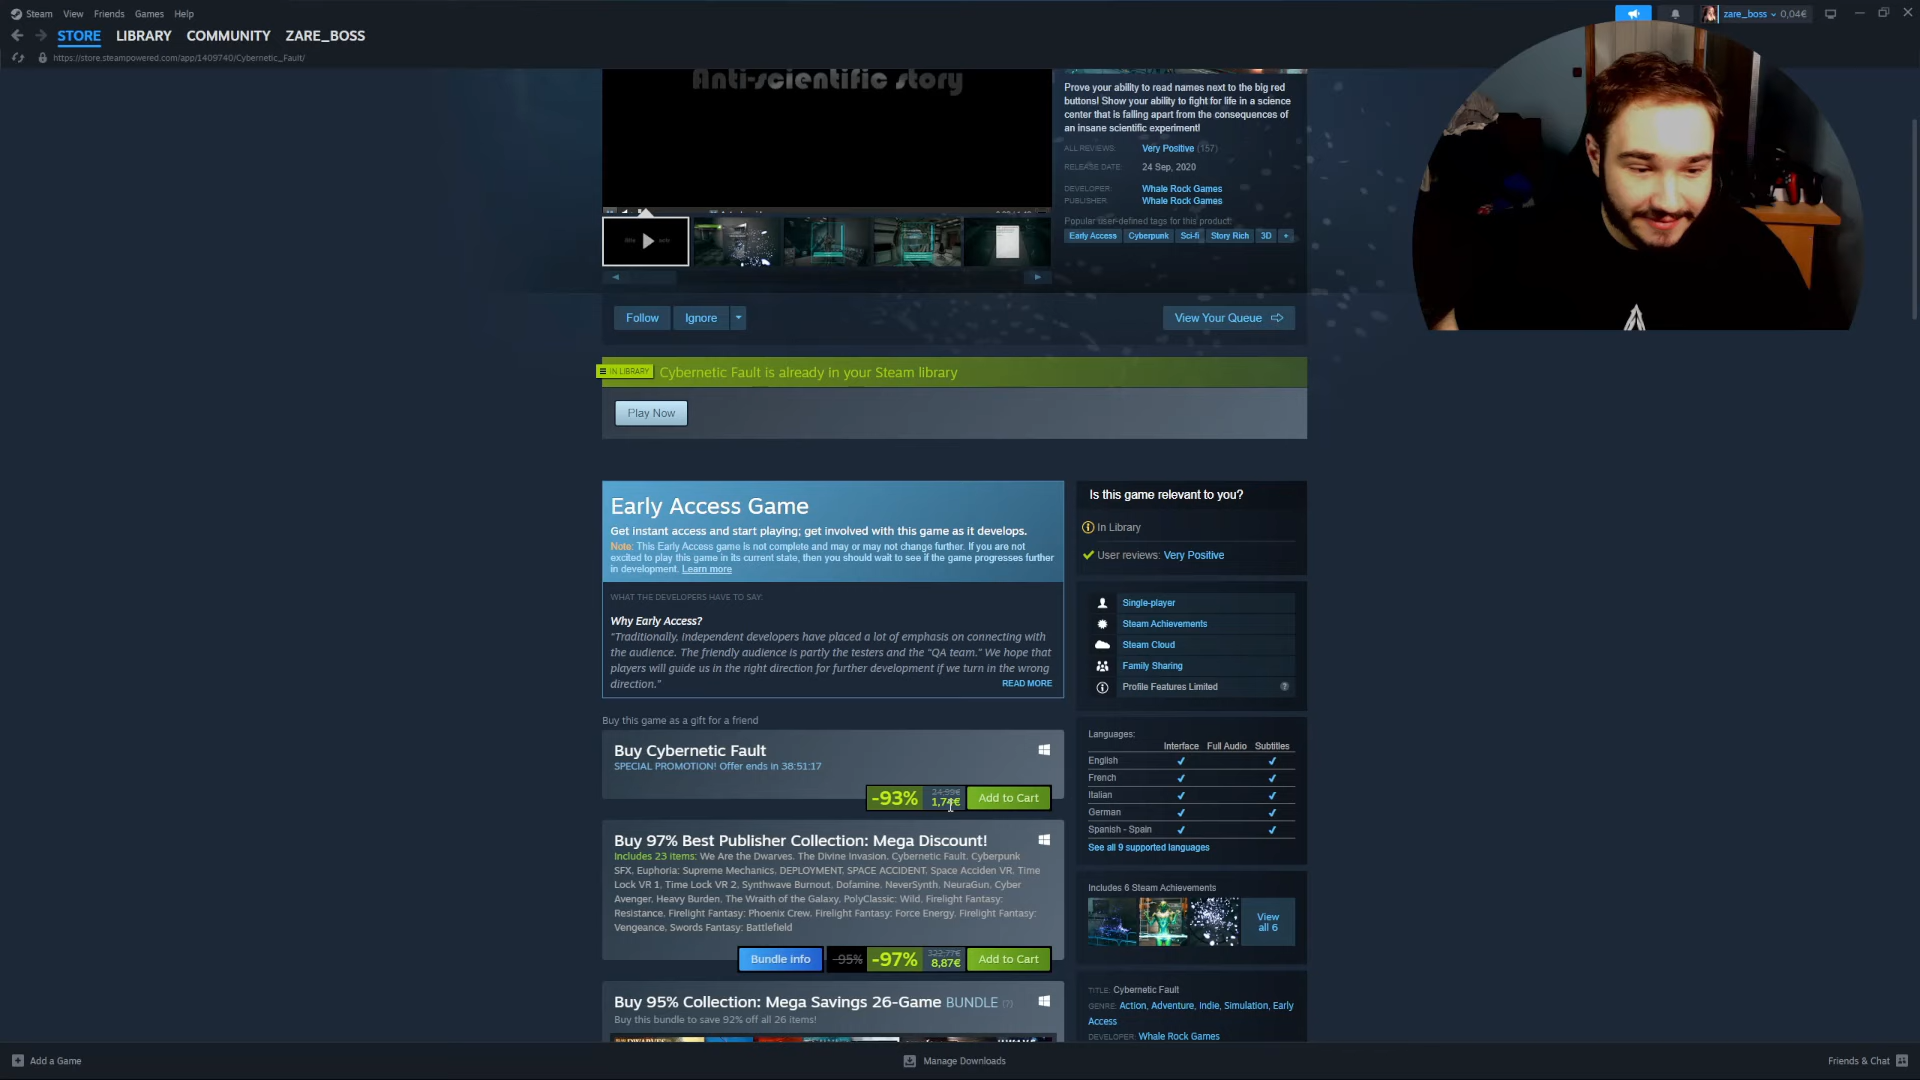 Steam View Friends Games Help
zare_boss 0,04€
STORE LIBRARY COMMUNITY ZARE_BOSS
https://store.steampowered.com/app/1409740/Cybernetic_Fault/
Anti-scientific story
Prove your ability to read names next to the big red
buttons! Show your ability to fight for life in a science
center that is falling apart from the consequences of
an insane scientific experiment!
ALL REVIEWS: Very Positive (157)
RELEASE DATE: 24 Sep, 2020
DEVELOPER: Whale Rock Games
PUBLISHER: Whale Rock Games
Popular user-defined tags for this product:
Early Access Cyberpunk Sci-fi Story Rich 3D +
Follow Ignore View Your Queue
IN LIBRARY Cybernetic Fault is already in your Steam library
Play Now
Early Access Game
Get instant access and start playing; get involved with this game as it develops.
Note: This Early Access game is not complete and may or may not change further. If you are not
excited to play this game in its current state, then you should wait to see if the game progresses further
in development. Learn more
WHAT THE DEVELOPERS HAVE TO SAY:
Why Early Access?
"Traditionally, independent developers have placed a lot of emphasis on connecting with
the audience. The friendly audience is partly the testers and the "QA team." We hope that
players will guide us in the right direction for further development if we turn in the wrong
direction."
READ MORE
Buy this game as a gift for a friend
Buy Cybernetic Fault
SPECIAL PROMOTION! Offer ends in 38:51:17
-93% 24,99€ 1,74€ Add to Cart
Buy 97% Best Publisher Collection: Mega Discount!
Includes 23 items: We Are the Dwarves, The Divine Invasion, Cybernetic Fault, Cyberpunk
SFX, Euphoria: Supreme Mechanics, DEPLOYMENT, SPACE ACCIDENT, Space Acciden VR, Time
Lock VR 1, Time Lock VR 2, Synthwave Burnout, Dofamine, NeverSynth, NeuraGun, Cyber
Avenger, Heavy Burden, The Wraith of the Galaxy, PolyClassic: Wild, Firelight Fantasy:
Resistance, Firelight Fantasy: Phoenix Crew, Firelight Fantasy: Force Energy, Firelight Fantasy:
Vengeance, Swords Fantasy: Battlefield
Bundle info -95% -97% 322,77€ 8,87€ Add to Cart
Buy 95% Collection: Mega Savings 26-Game BUNDLE (?)
Buy this bundle to save 92% off all 26 items!
Is this game relevant to you?
In Library
User reviews: Very Positive
Single-player
Steam Achievements
Steam Cloud
Family Sharing
Profile Features Limited ?
Languages:
Interface Full Audio Subtitles
English ✔ ✔
French ✔ ✔
Italian ✔ ✔
German ✔ ✔
Spanish - Spain ✔ ✔
See all 9 supported languages
Includes 6 Steam Achievements
View
all 6
TITLE: Cybernetic Fault
GENRE: Action, Adventure, Indie, Simulation, Early
Access
DEVELOPER: Whale Rock Games
Add a Game Manage Downloads Friends & Chat